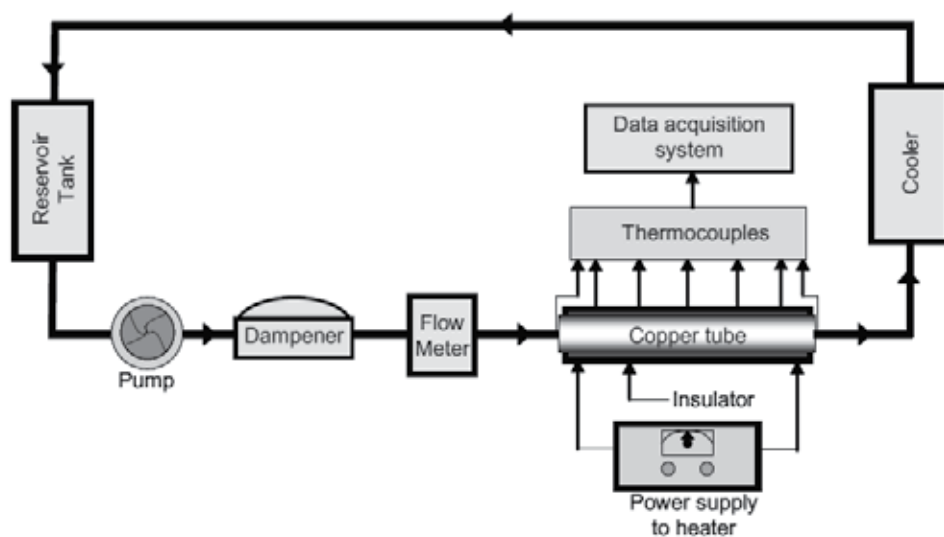 Reservoir
Tank
Data acquisition
system
Cooler
Thermocouples
Pump
Dampener
Flow
Meter
Copper tube
Insulator
Power supply
to heater